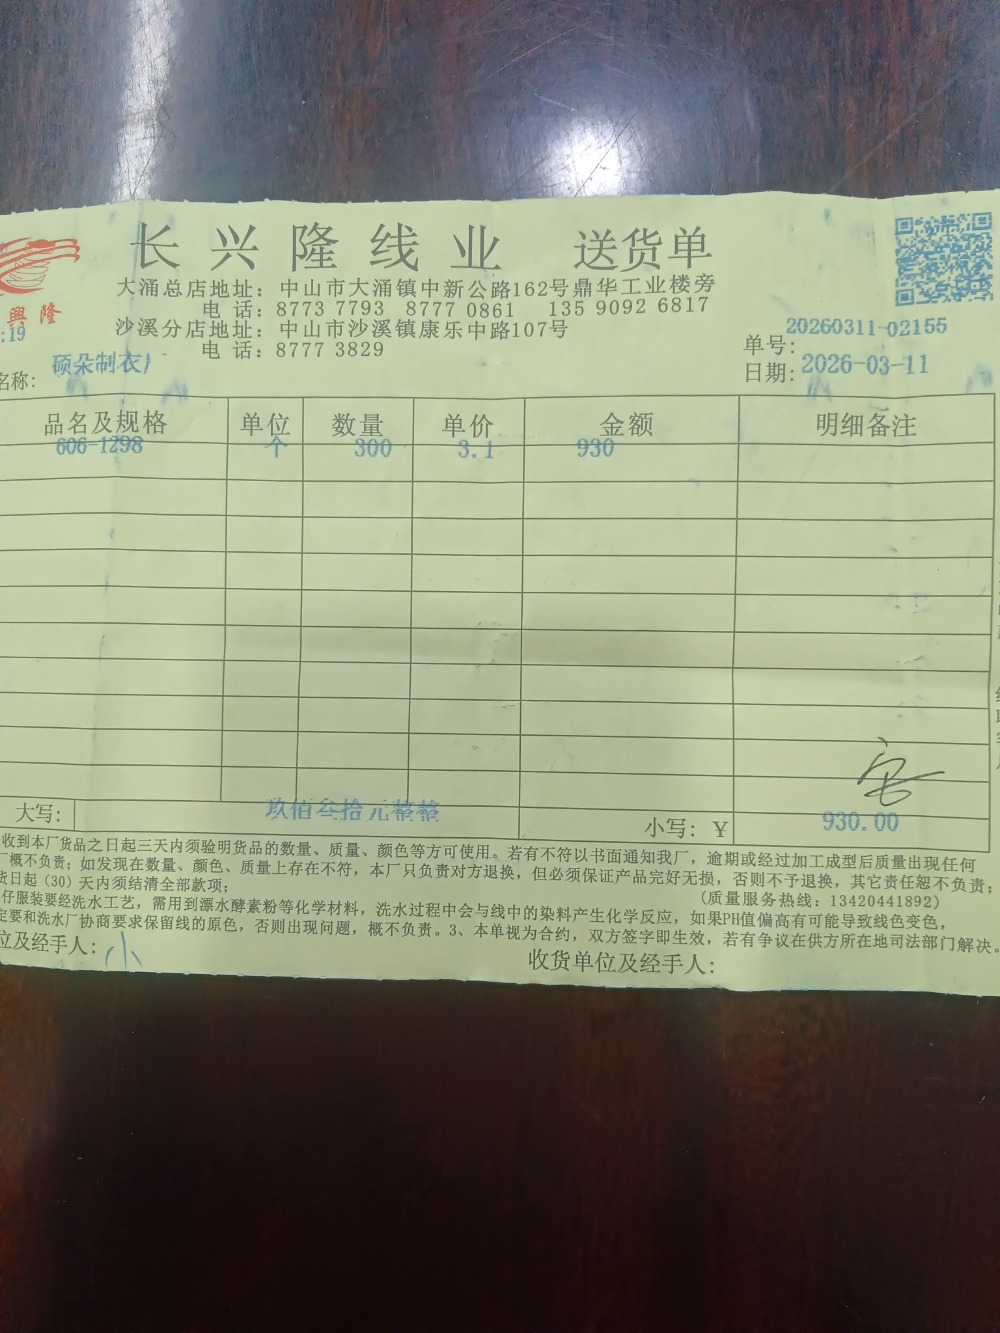 长兴隆线业 送货单
興隆
大涌总店地址：中山市大涌镇中新公路162号鼎华工业楼旁
电 话：8773 7793 8777 0861 135 9092 6817
沙溪分店地址：中山市沙溪镇康乐中路107号
电 话：8777 3829
:19
单号：20260311-02155
名称：硕朵制衣厂
日期：2026-03-11
品名及规格 单位 数量 单价 金额 明细备注
606-1298 个 300 3.1 930
大写： 玖佰叁拾元整整 小写：￥ 930.00
收到本厂货品之日起三天内须验明货品的数量、质量、颜色等方可使用。若有不符以书面通知我厂，逾期或经过加工成型后质量出现任何
厂概不负责；如发现在数量、颜色、质量上存在不符，本厂只负责对方退换，但必须保证产品完好无损，否则不予退换，其它责任恕不负责；
货日起（30）天内须结清全部款项； （质量服务热线：13420441892）
仔服装要经洗水工艺，需用到漂水酵素粉等化学材料，洗水过程中会与线中的染料产生化学反应，如果PH值偏高有可能导致线色变色，
定要和洗水厂协商要求保留线的原色，否则出现问题，概不负责。3、本单视为合约，双方签字即生效，若有争议在供方所在地司法部门解决。
位及经手人：小 收货单位及经手人：